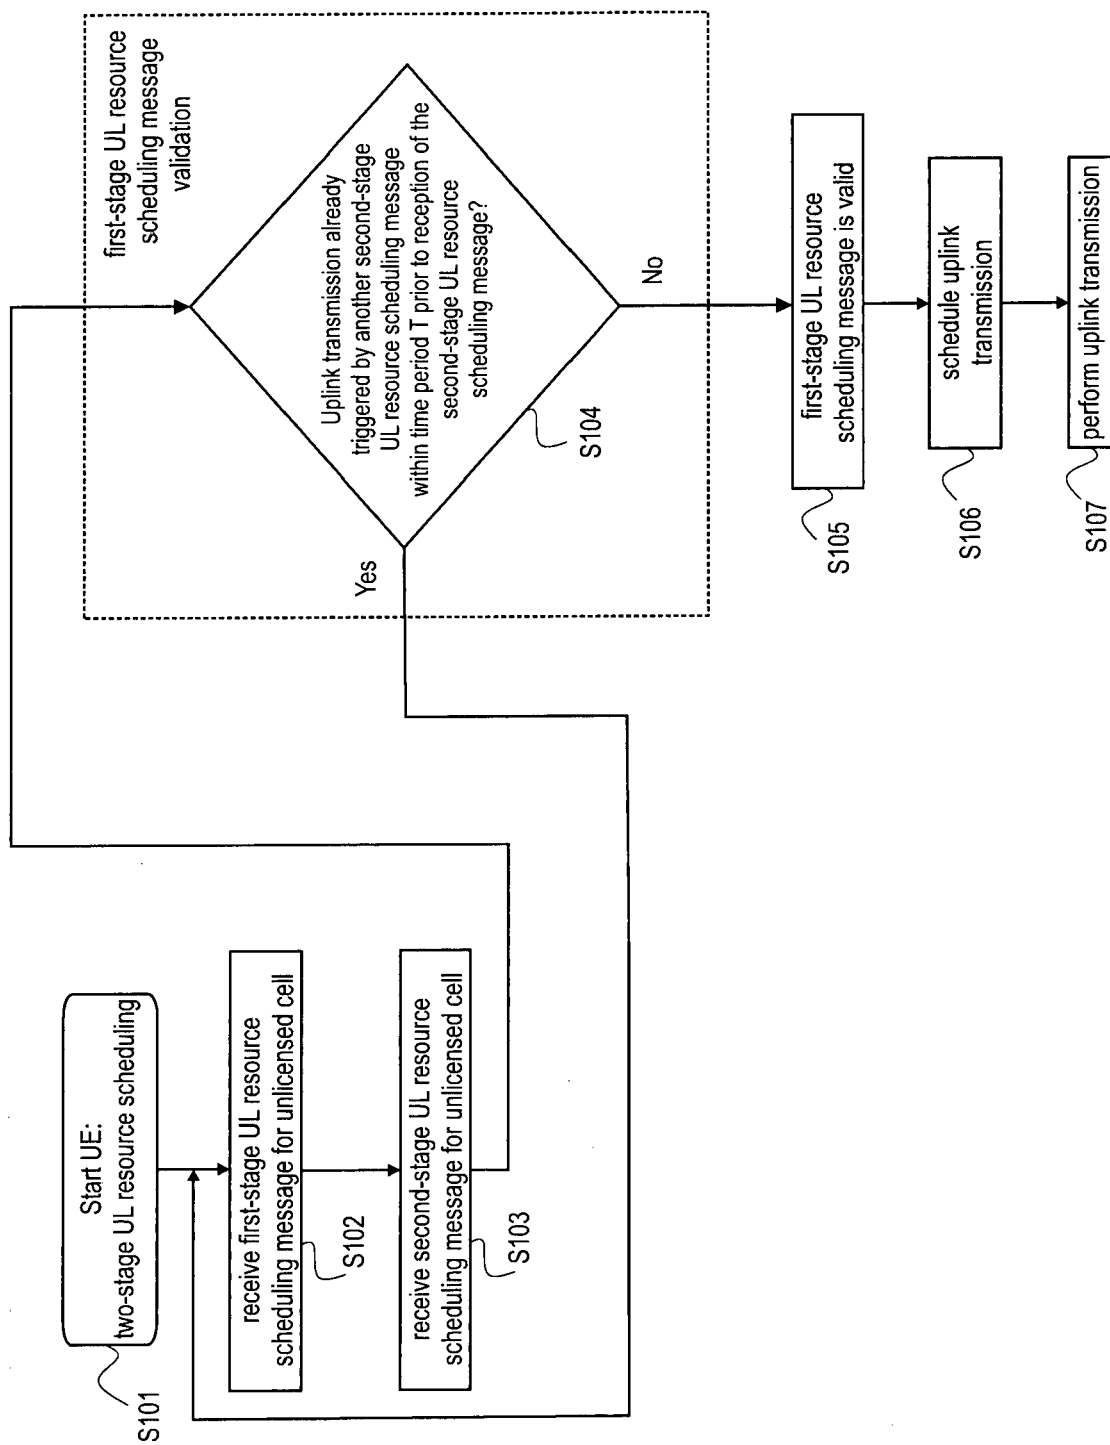 Start UE:
two-stage UL resource scheduling
S101
receive first-stage UL resource
scheduling message for unlicensed cell
S102
receive second-stage UL resource
scheduling message for unlicensed cell
S103
first-stage UL resource
scheduling message
validation
Uplink transmission already
triggered by another second-stage
UL resource scheduling message
within time period T prior to reception of the
second-stage UL resource
scheduling message?
S104
Yes
No
first-stage UL resource
scheduling message is valid
S105
schedule uplink
transmission
S106
perform uplink transmission
S107